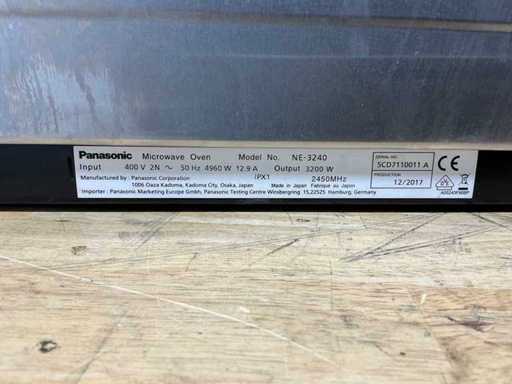 Panasonic Microwave Oven Model No. NE-3240
Input 400 V 2N ~ 50 Hz 4960 W 12.9 A Output 3200 W
Manufactured by : Panasonic Corporation IPX1 2450MHz
1006 Oaza Kadoma, Kadoma City, Osaka, Japan Made in Japan Fabriqué au Japon
Importer : Panasonic Marketing Europe GmbH, Panasonic Testing Centre Winsbergring 15,22525 Hamburg, Germany
SERIAL NO.
5CD7110011 A
PRODUCTION
12/2017
CE